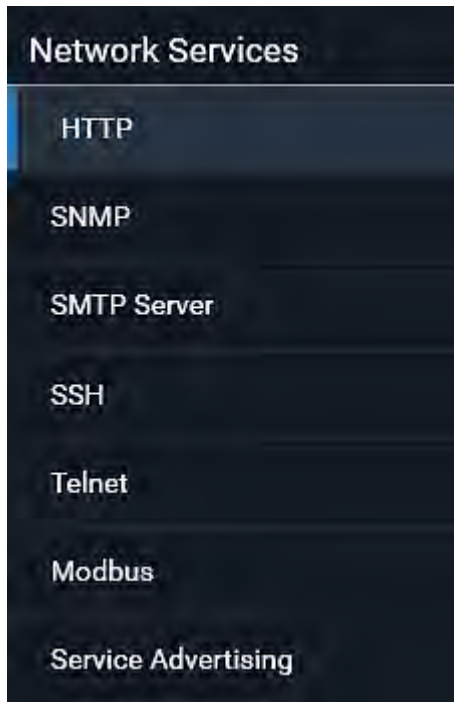 Network Services
HTTP
SNMP
SMTP Server
SSH
Telnet
Modbus
Service Advertising